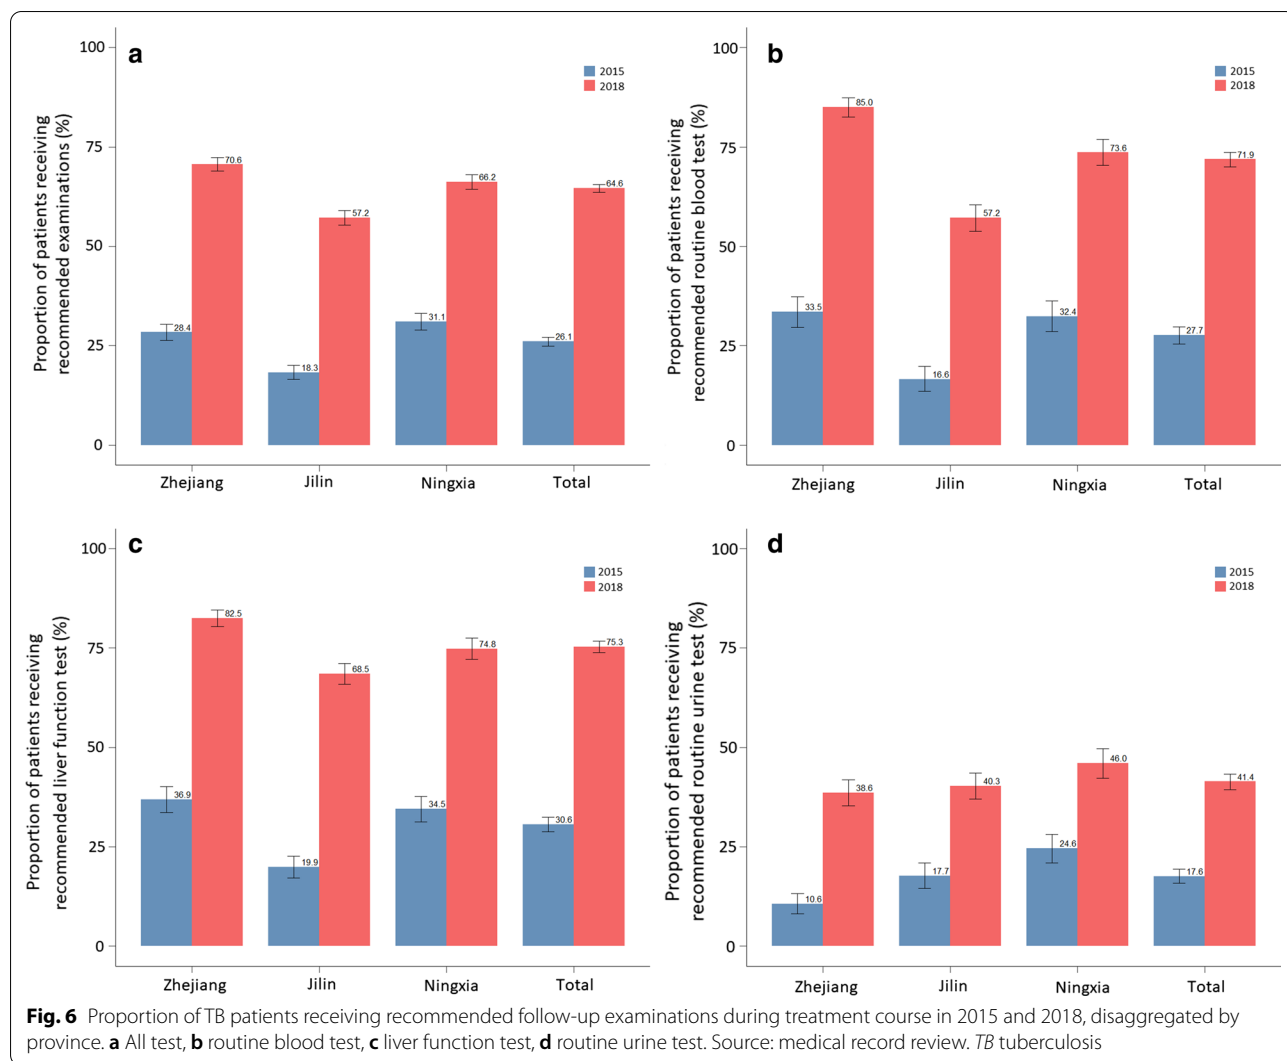 a
2015
2018
Proportion of patients receiving
recommended examinations (%)
100
75
50
25
0
28.4
70.6
18.3
57.2
31.1
66.2
26.1
64.6
Zhejiang
Jilin
Ningxia
Total
b
2015
2018
Proportion of patients receiving
recommended routine blood test (%)
100
75
50
25
0
33.5
85.0
16.6
57.2
32.4
73.6
27.7
71.9
Zhejiang
Jilin
Ningxia
Total
c
2015
2018
Proportion of patients receiving
recommended liver function test (%)
100
75
50
25
0
36.9
82.5
19.9
68.5
34.5
74.8
30.6
75.3
Zhejiang
Jilin
Ningxia
Total
d
2015
2018
Proportion of patients receiving
recommended routine urine test (%)
100
75
50
25
0
10.6
38.6
17.7
40.3
24.6
46.0
17.6
41.4
Zhejiang
Jilin
Ningxia
Total
Fig. 6 Proportion of TB patients receiving recommended follow-up examinations during treatment course in 2015 and 2018, disaggregated by
province. a All test, b routine blood test, c liver function test, d routine urine test. Source: medical record review. TB tuberculosis